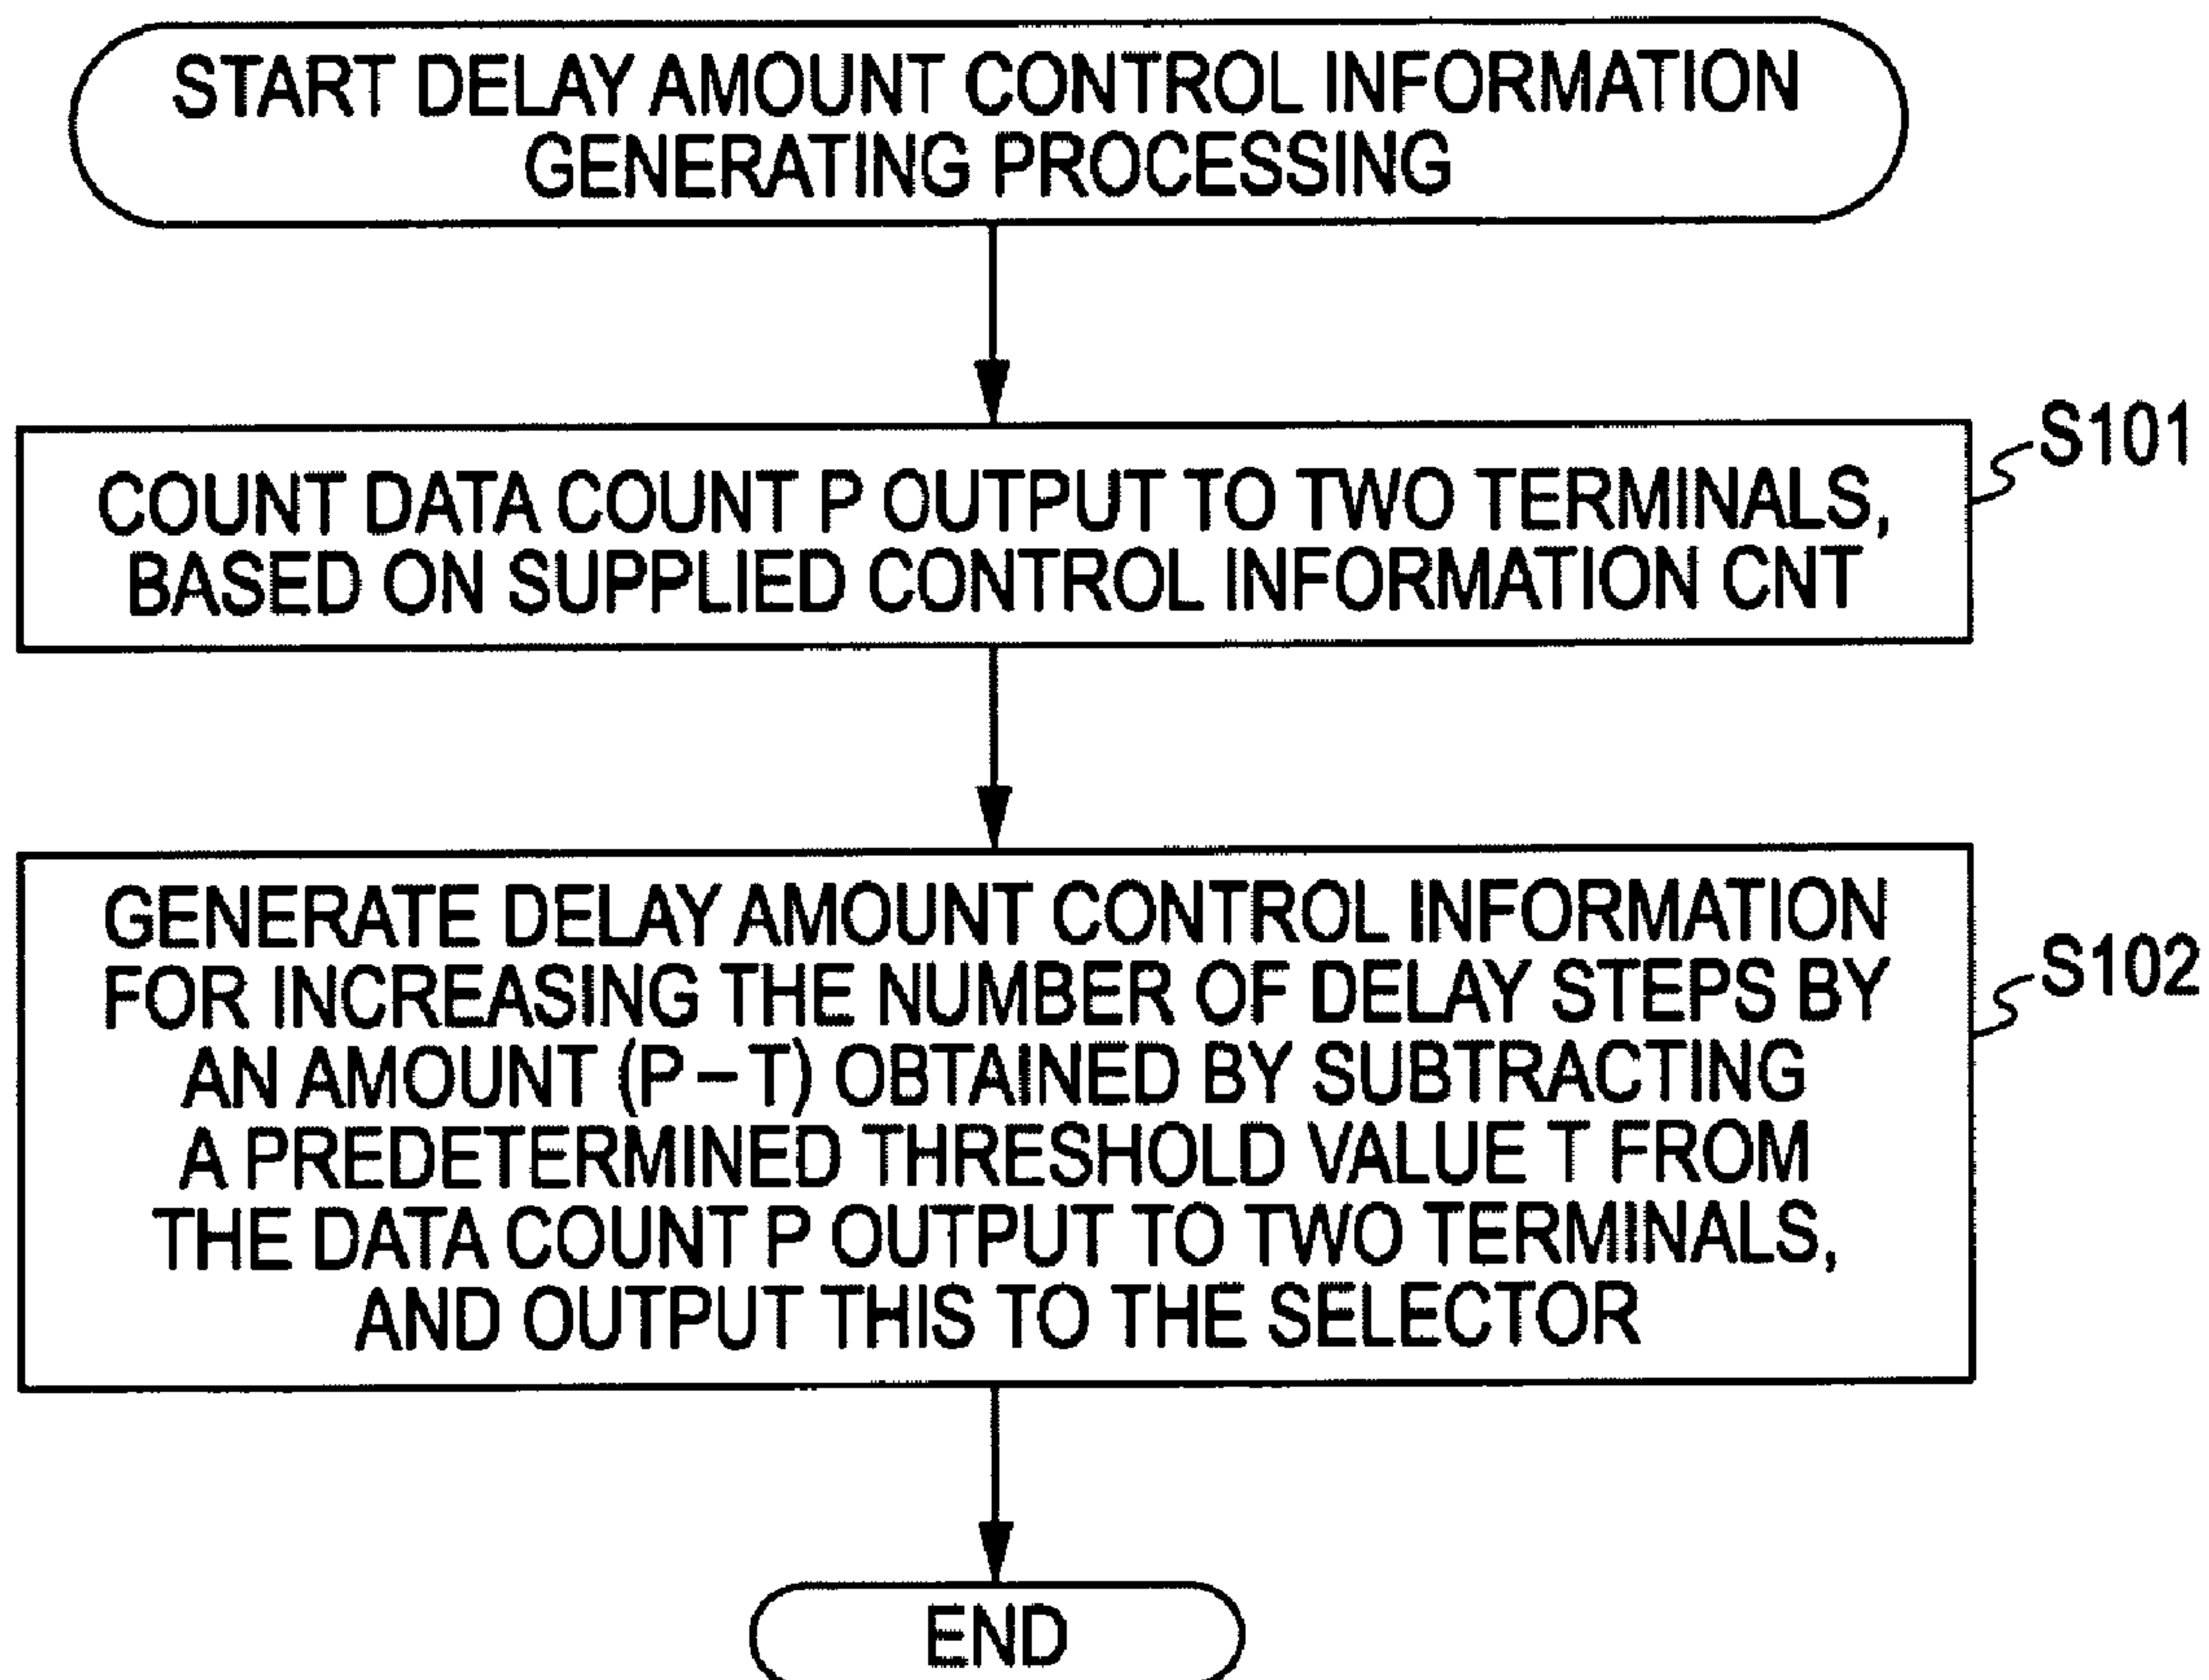 START DELAY AMOUNT CONTROL INFORMATION
GENERATING PROCESSING
S101
COUNT DATA COUNT P OUTPUT TO TWO TERMINALS,
BASED ON SUPPLIED CONTROL INFORMATION CNT
S102
GENERATE DELAY AMOUNT CONTROL INFORMATION
FOR INCREASING THE NUMBER OF DELAY STEPS BY
AN AMOUNT (P – T) OBTAINED BY SUBTRACTING
A PREDETERMINED THRESHOLD VALUE T FROM
THE DATA COUNT P OUTPUT TO TWO TERMINALS,
AND OUTPUT THIS TO THE SELECTOR
END